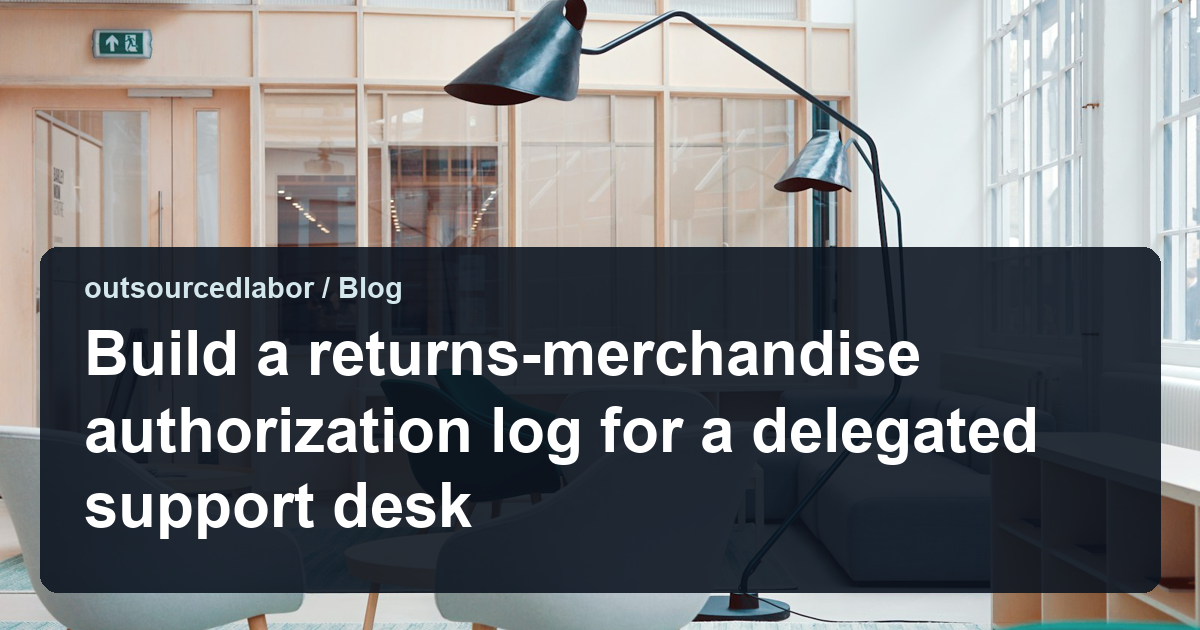 outsourcedlabor / Blog
Build a returns-merchandise
authorization log for a delegated
support desk